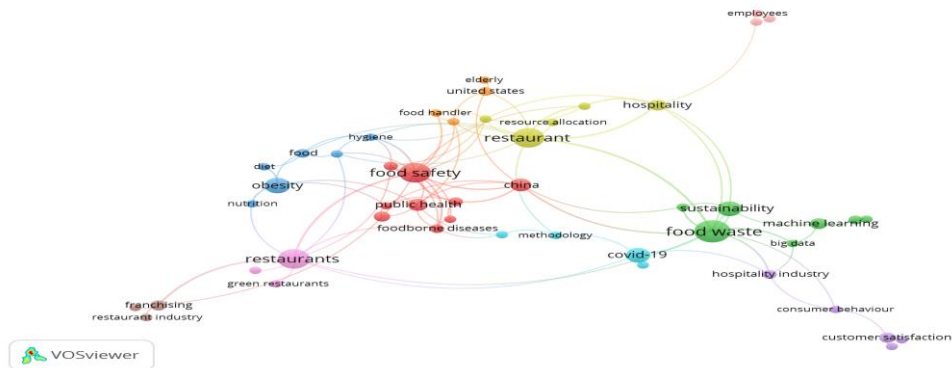 employees
elderly
united states
hospitality
food handler
resource allocation
hygiene
restaurant
food
diet
food safety
obesity
china
nutrition
public health
sustainability
foodborne diseases
methodology
food waste
machine learning
big data
restaurants
covid-19
hospitality industry
green restaurants
franchising
restaurant industry
consumer behaviour
customer satisfaction
VOSviewer